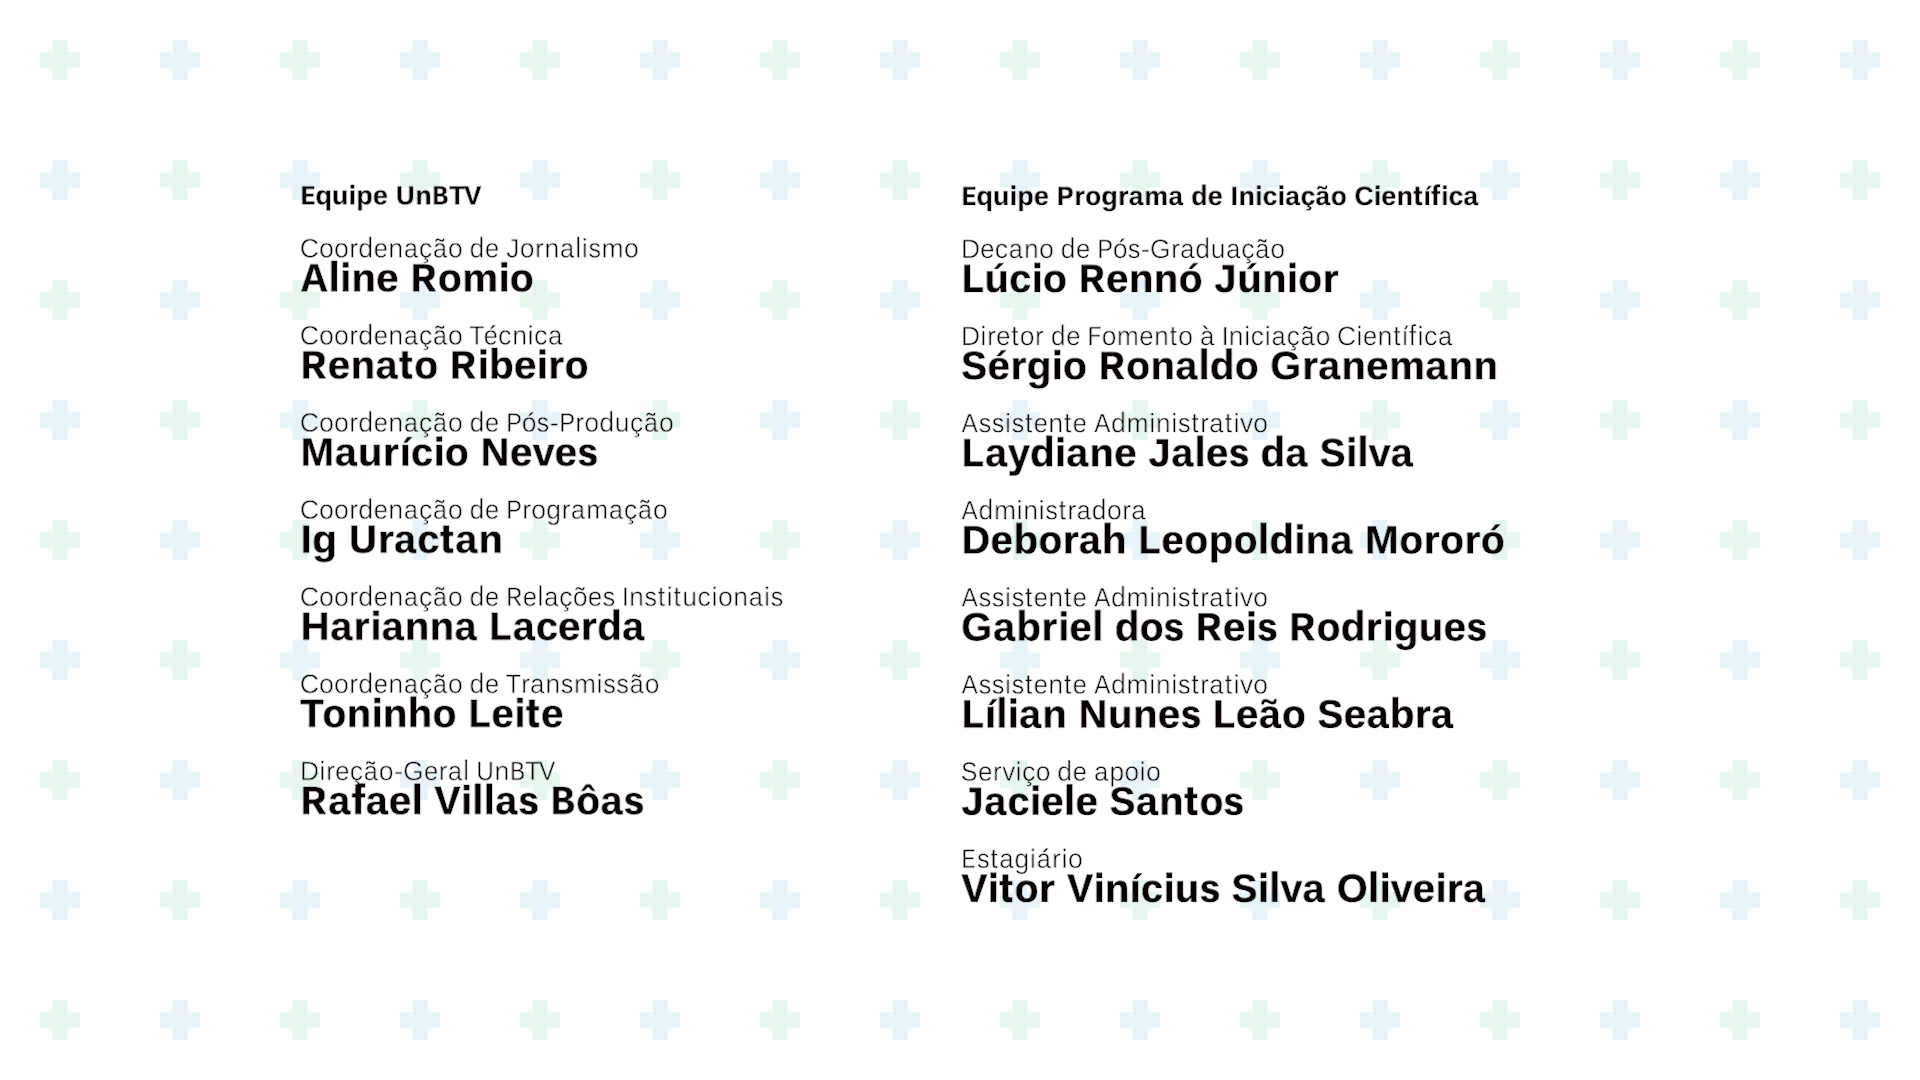 Equipe UnBTV
Coordenação de Jornalismo
Aline Romio
Coordenação Técnica
Renato Ribeiro
Coordenação de Pós-Produção
Maurício Neves
Coordenação de Programação
Ig Uractan
Coordenação de Relações Institucionais
Harianna Lacerda
Coordenação de Transmissão
Toninho Leite
Direção-Geral UnBTV
Rafael Villas Bôas
Equipe Programa de Iniciação Científica
Decano de Pós-Graduação
Lúcio Rennó Júnior
Diretor de Fomento à Iniciação Científica
Sérgio Ronaldo Granemann
Assistente Administrativo
Laydiane Jales da Silva
Administradora
Deborah Leopoldina Mororó
Assistente Administrativo
Gabriel dos Reis Rodrigues
Assistente Administrativo
Lílian Nunes Leão Seabra
Serviço de apoio
Jaciele Santos
Estagiário
Vitor Vinícius Silva Oliveira